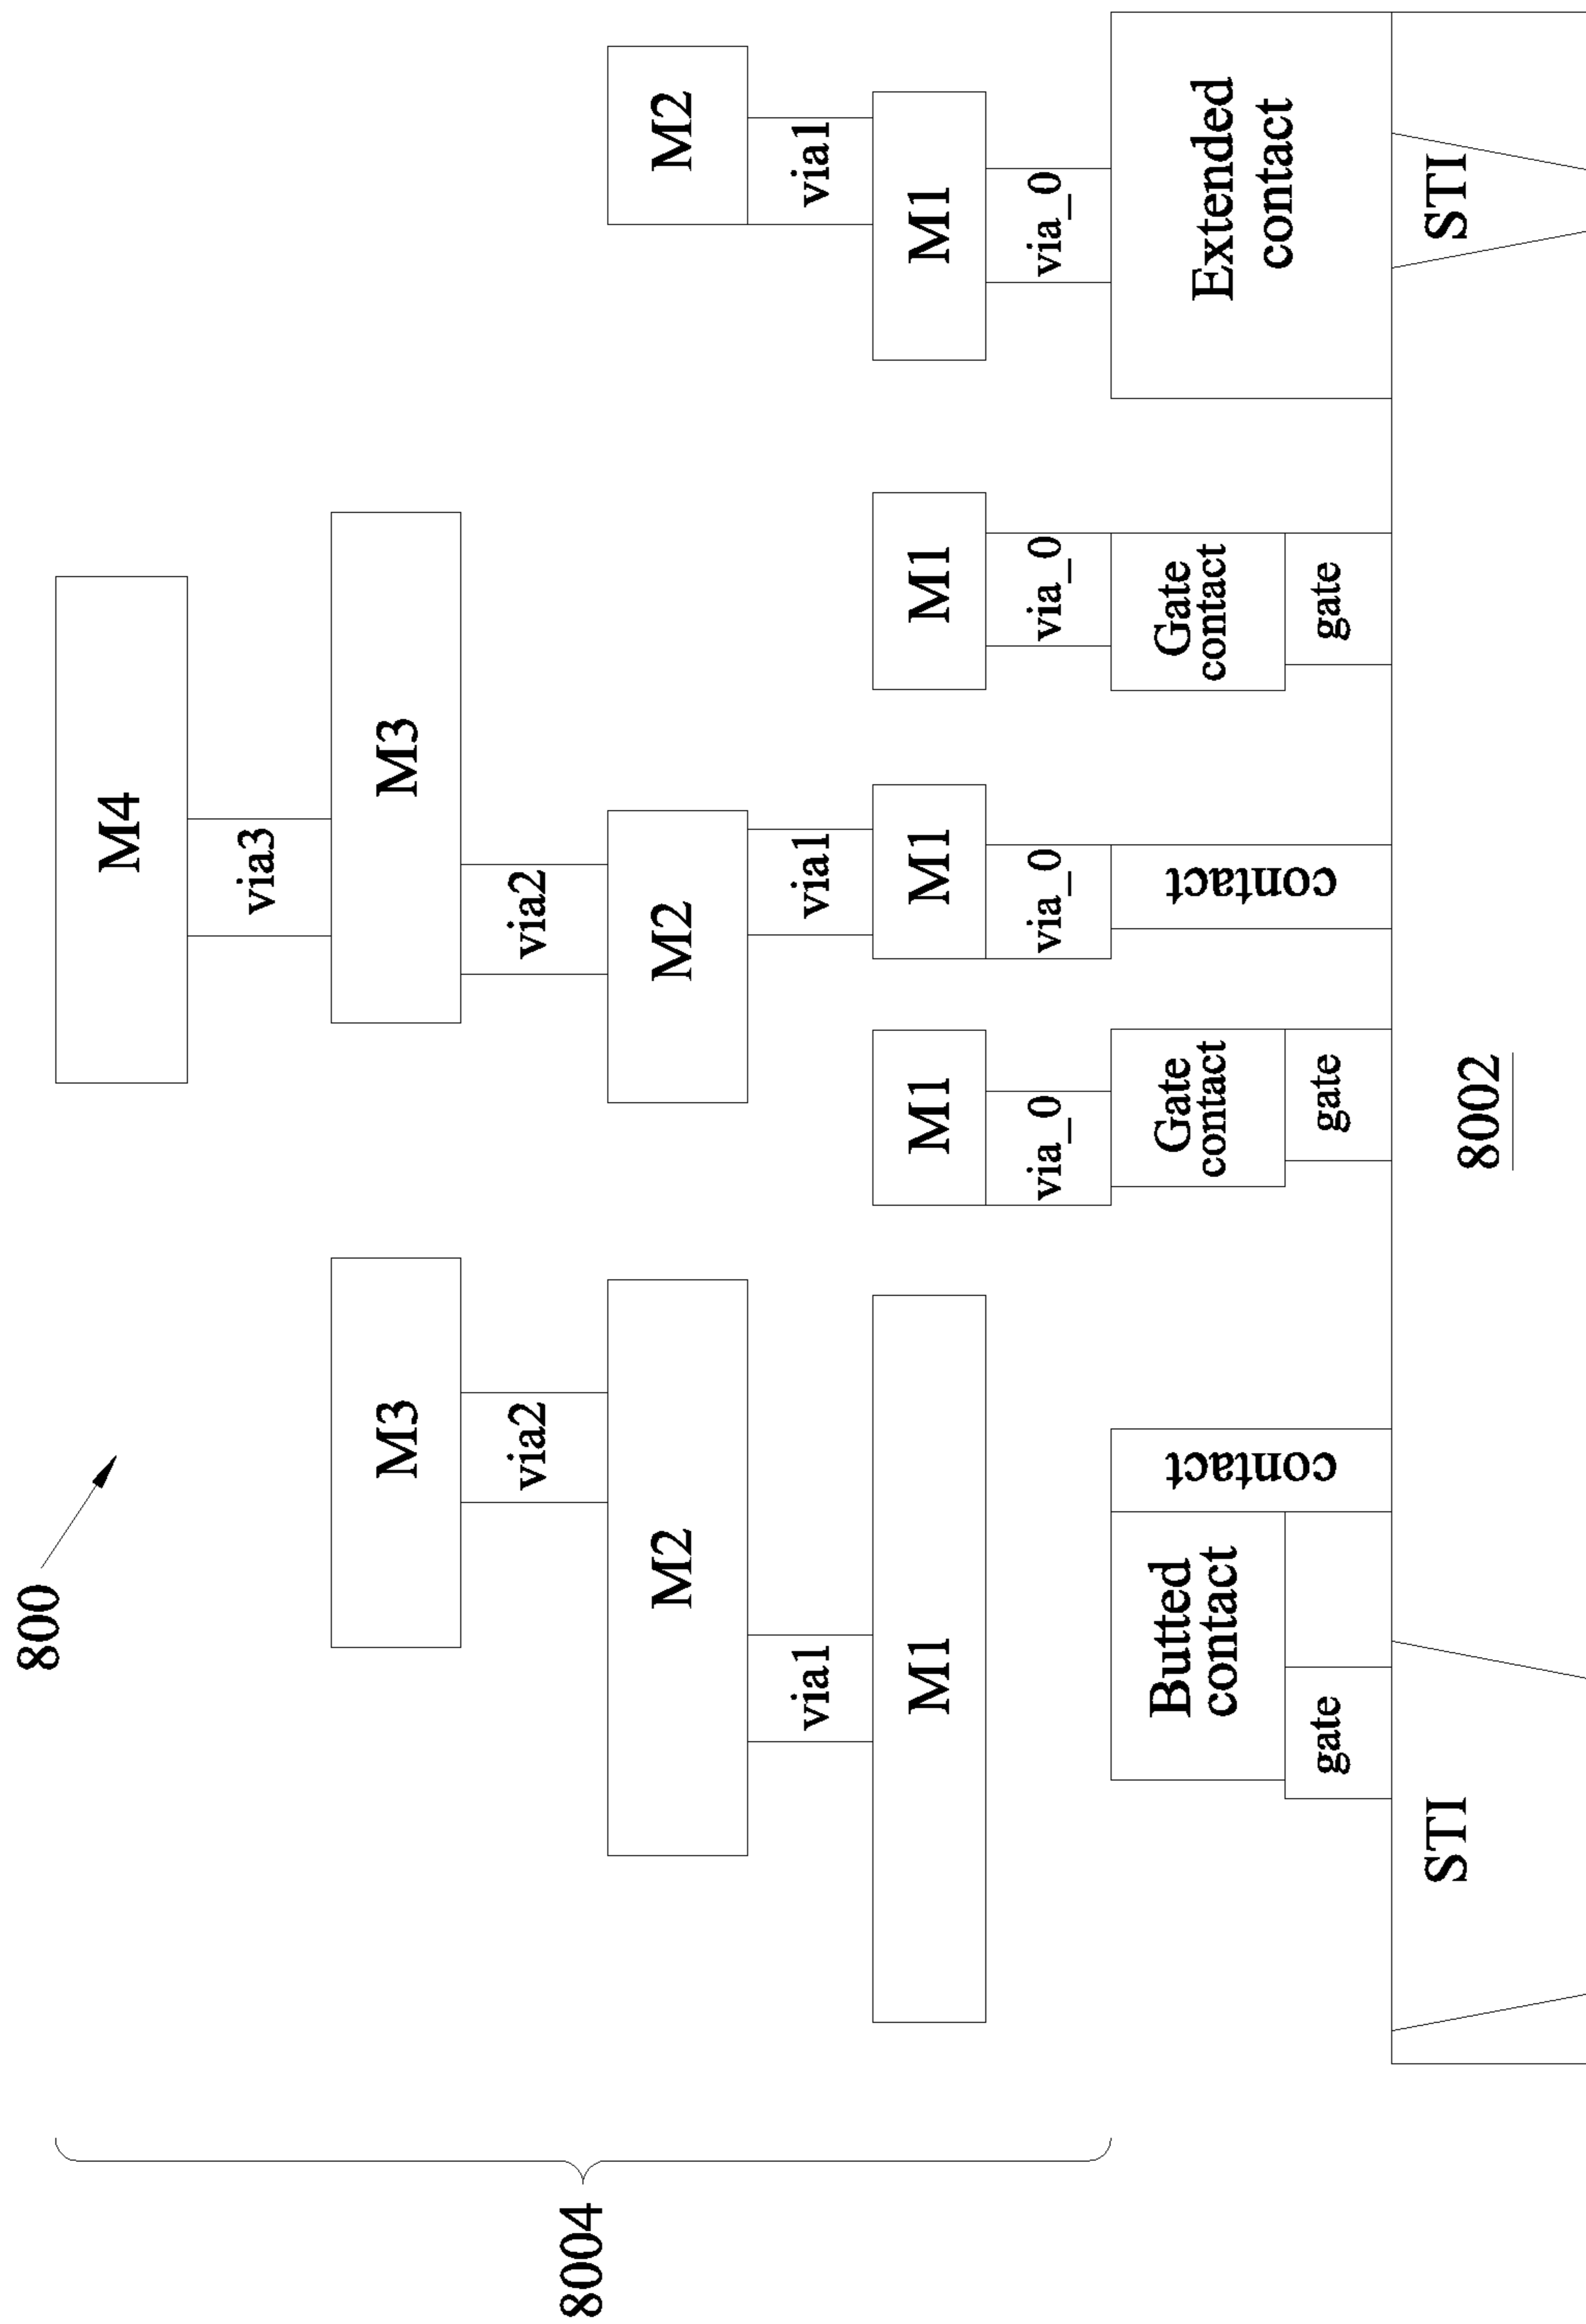 800
M4
via3
M3
M3
via2
via2
8004
M2
M2
M2
via1
via1
via1
M1
M1
M1
M1
M1
via_0
via_0
via_0
via_0
Butted
contact
contact
Gate
contact
contact
Gate
contact
Extended
contact
gate
gate
gate
STI
8002
STI